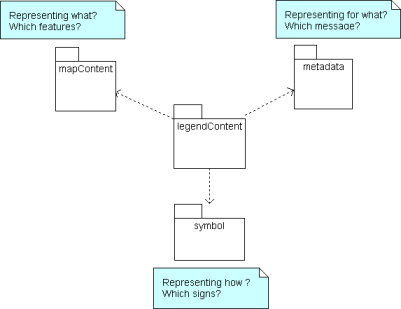 Representing what?
Which features?
Representing for what?
Which message?
mapContent
metadata
legendContent
symbol
Representing how ?
Which signs?